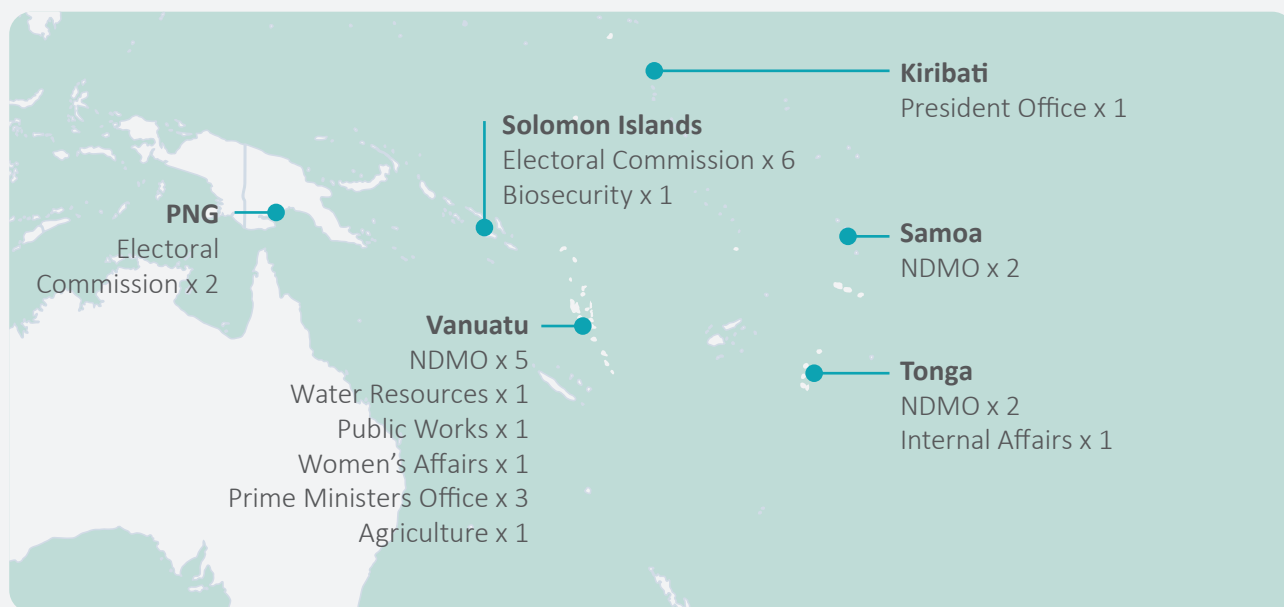 Kiribati
President Office x 1
Solomon Islands
Electoral Commission x 6
Biosecurity x 1
PNG
Electoral
Commission x 2
Samoa
NDMO x 2
Vanuatu
NDMO x 5
Water Resources x 1
Public Works x 1
Women’s Affairs x 1
Prime Ministers Office x 3
Agriculture x 1
Tonga
NDMO x 2
Internal Affairs x 1